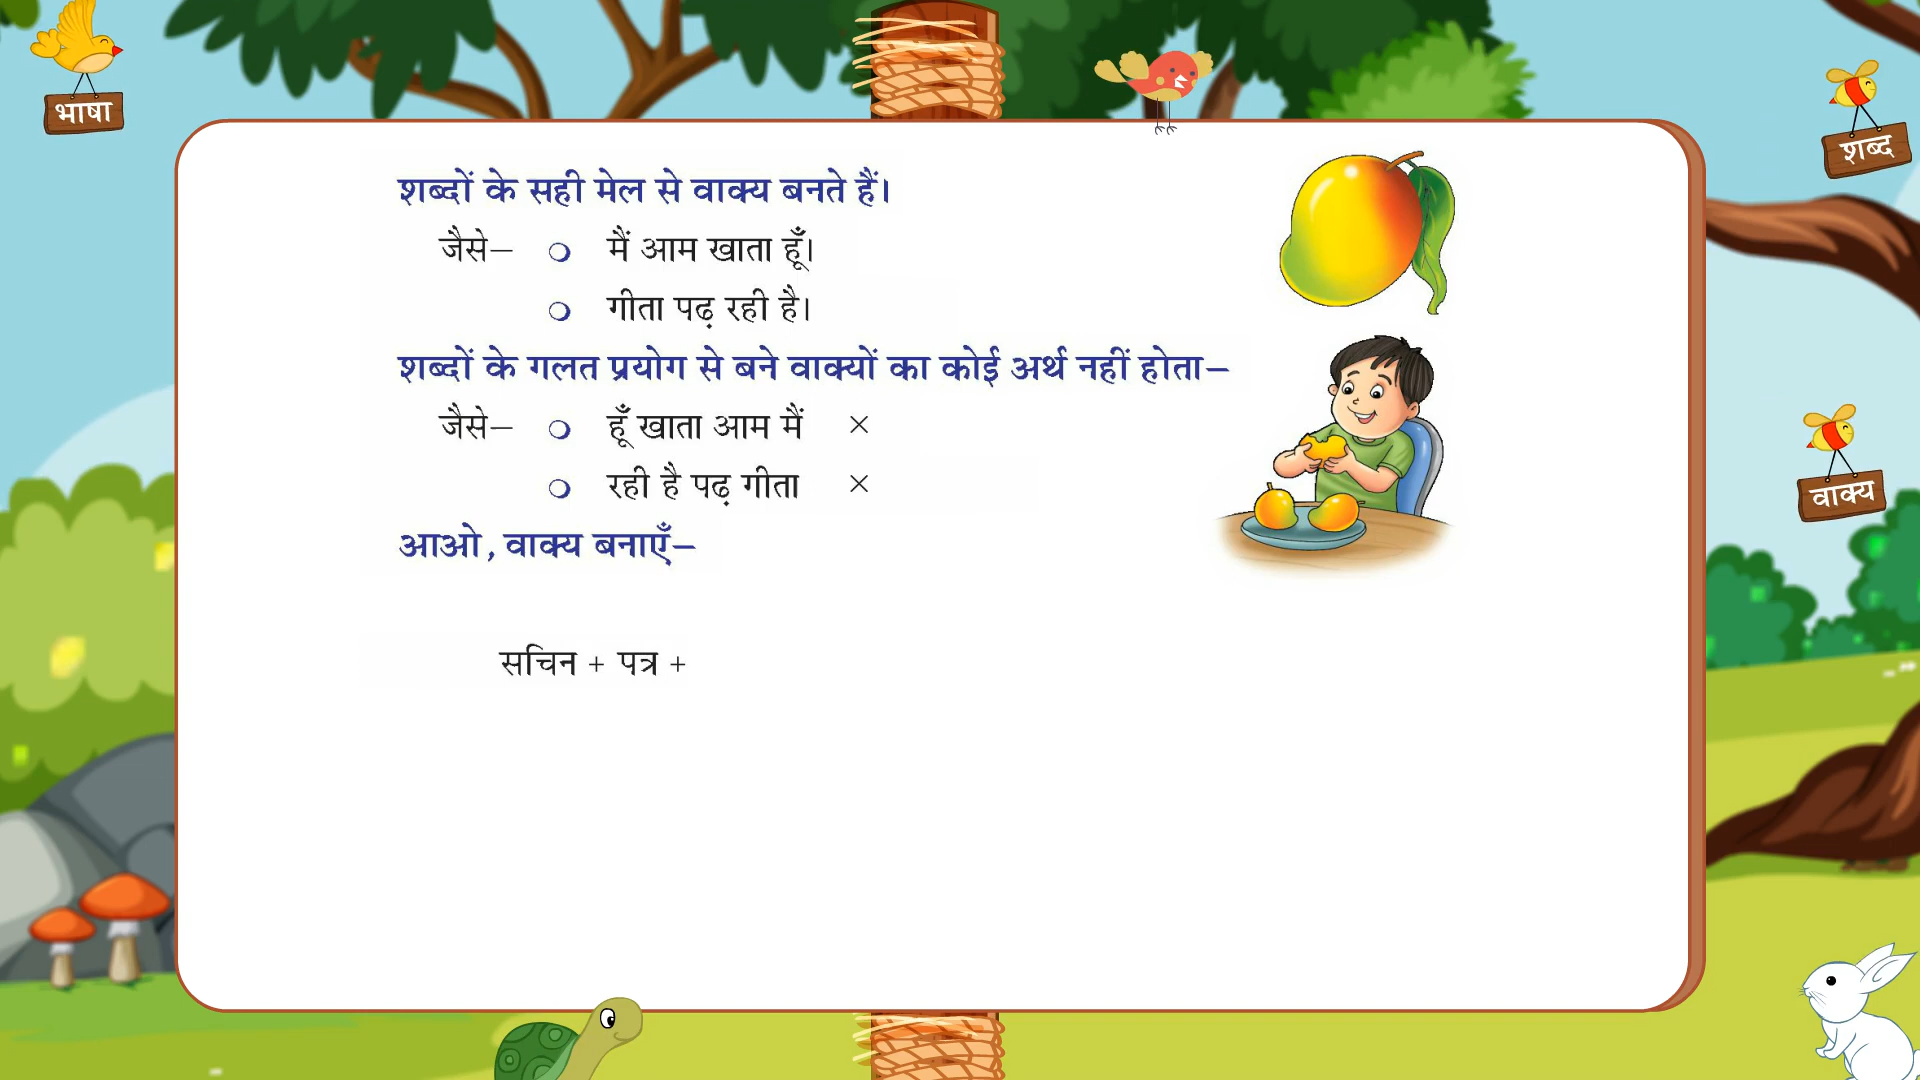 भाषा
शब्द
वाक्य
शब्दों के सही मेल से वाक्य बनते हैं।
जैसे— मैं आम खाता हूँ।
गीता पढ़ रही है।
शब्दों के गलत प्रयोग से बने वाक्यों का कोई अर्थ नहीं होता—
जैसे— हूँ खाता आम मैं ×
रही है पढ़ गीता ×
आओ, वाक्य बनाएँ—
सचिन + पत्र +